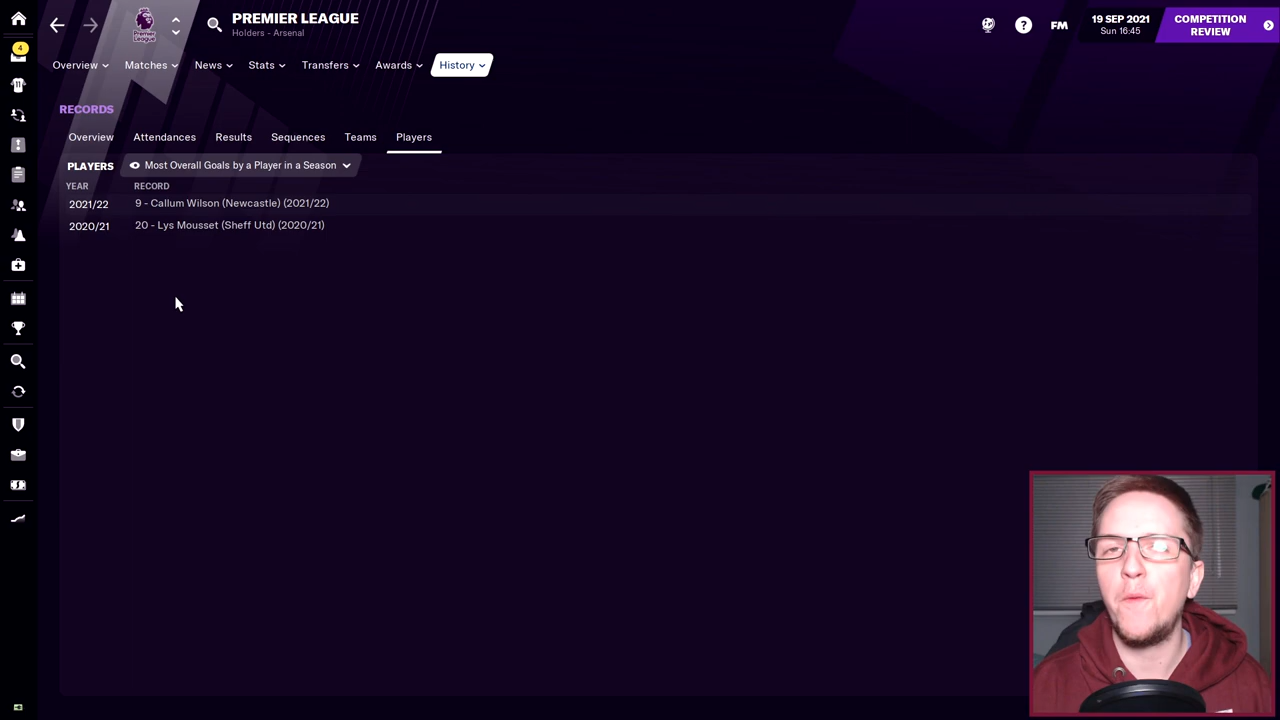 PREMIER LEAGUE
Holders - Arsenal
FM
19 SEP 2021
Sun 16:45
COMPETITION
REVIEW
4
Overview
Matches
News
Stats
Transfers
Awards
History
RECORDS
Overview
Attendances
Results
Sequences
Teams
Players
PLAYERS
Most Overall Goals by a Player in a Season
YEAR
RECORD
2021/22
9 - Callum Wilson (Newcastle) (2021/22)
2020/21
20 - Lys Mousset (Sheff Utd) (2020/21)